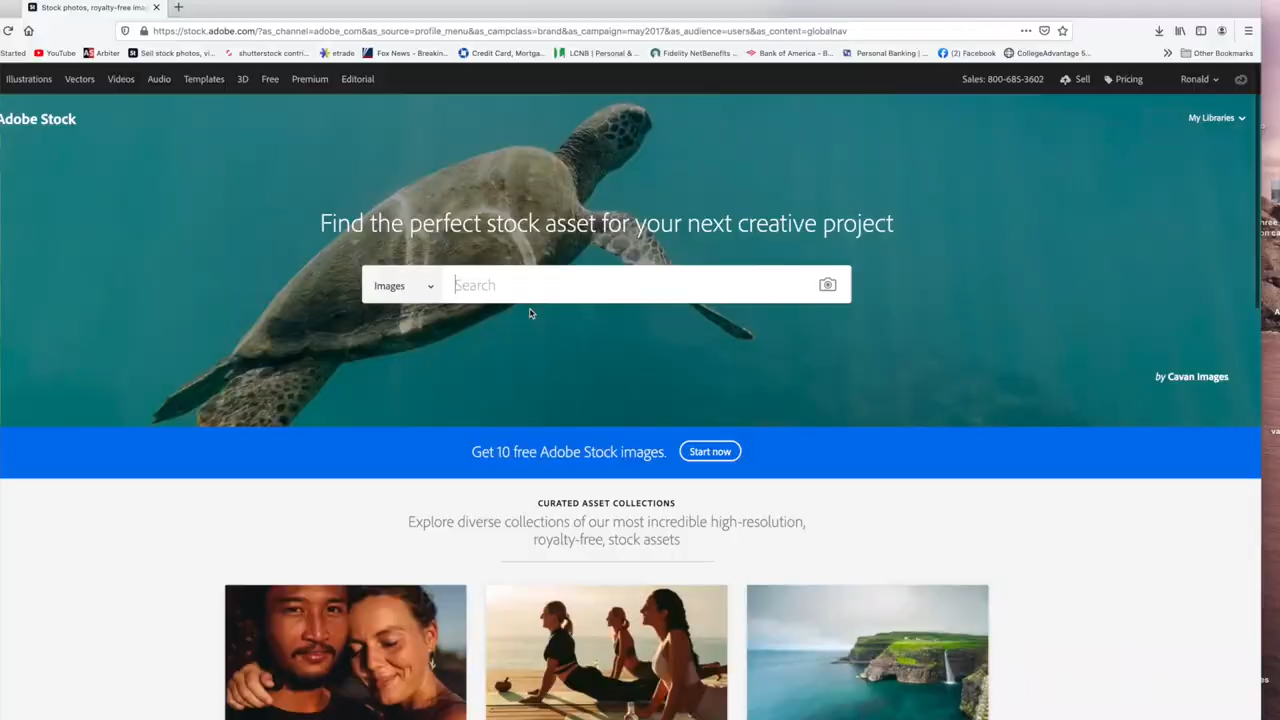 Stock photos, royalty-free imag
https://stock.adobe.com/?as_channel=adobe_com&as_source=profile_menu&as_campclass=brand&as_campaign=may2017&as_audience=users&as_content=globalnav
Started YouTube AS Arbiter St Sell stock photos, vi... shutterstock contri... etrade Fox News - Breakin... Credit Card, Mortga... LCNB | Personal & ... Fidelity NetBenefits Bank of America - B... Personal Banking | ... (2) Facebook CollegeAdvantage 5... Other Bookmarks
Illustrations Vectors Videos Audio Templates 3D Free Premium Editorial Sales: 800-685-3602 Sell Pricing Ronald
Adobe Stock My Libraries
Find the perfect stock asset for your next creative project
Images Search
by Cavan Images
Get 10 free Adobe Stock images. Start now
CURATED ASSET COLLECTIONS
Explore diverse collections of our most incredible high-resolution,
royalty-free, stock assets